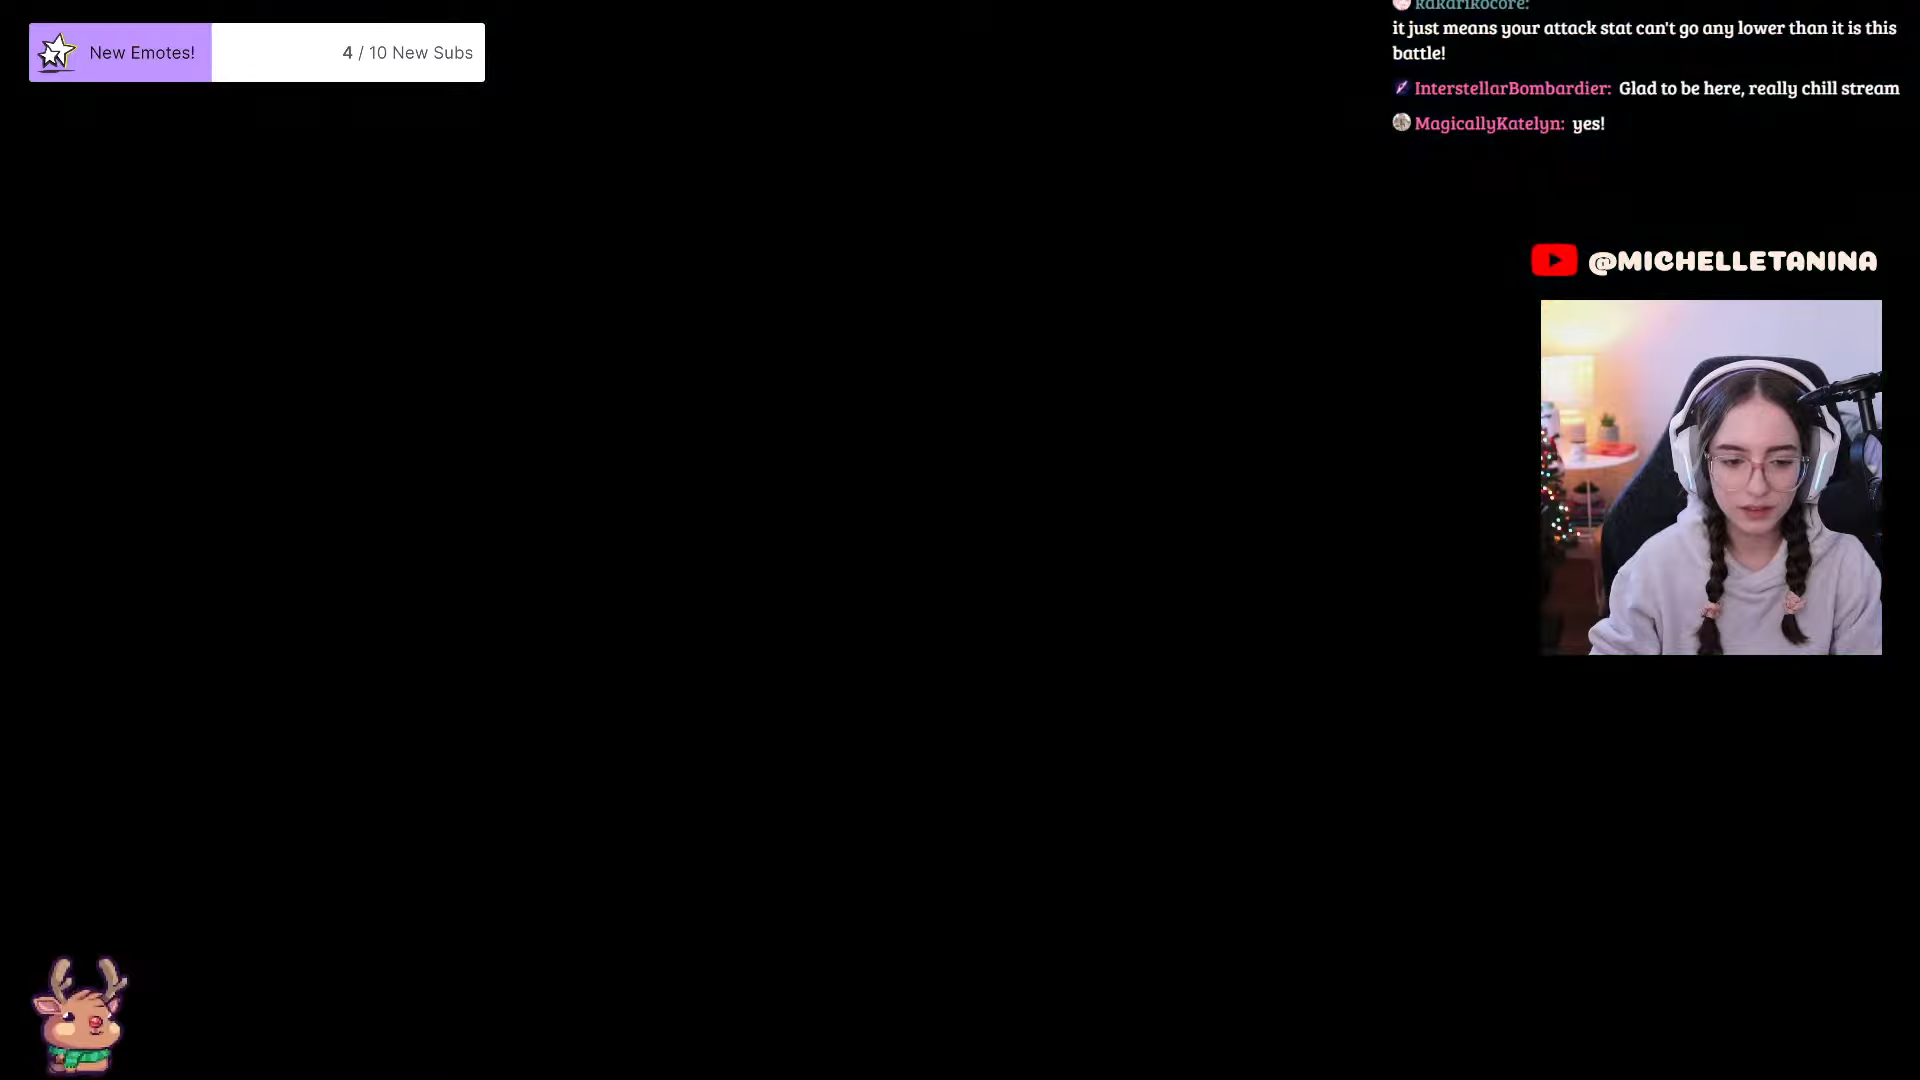 New Emotes!
4 / 10 New Subs
kakarikocore:
it just means your attack stat can't go any lower than it is this
battle!
InterstellarBombardier: Glad to be here, really chill stream
MagicallyKatelyn: yes!
@MICHELLETANINA